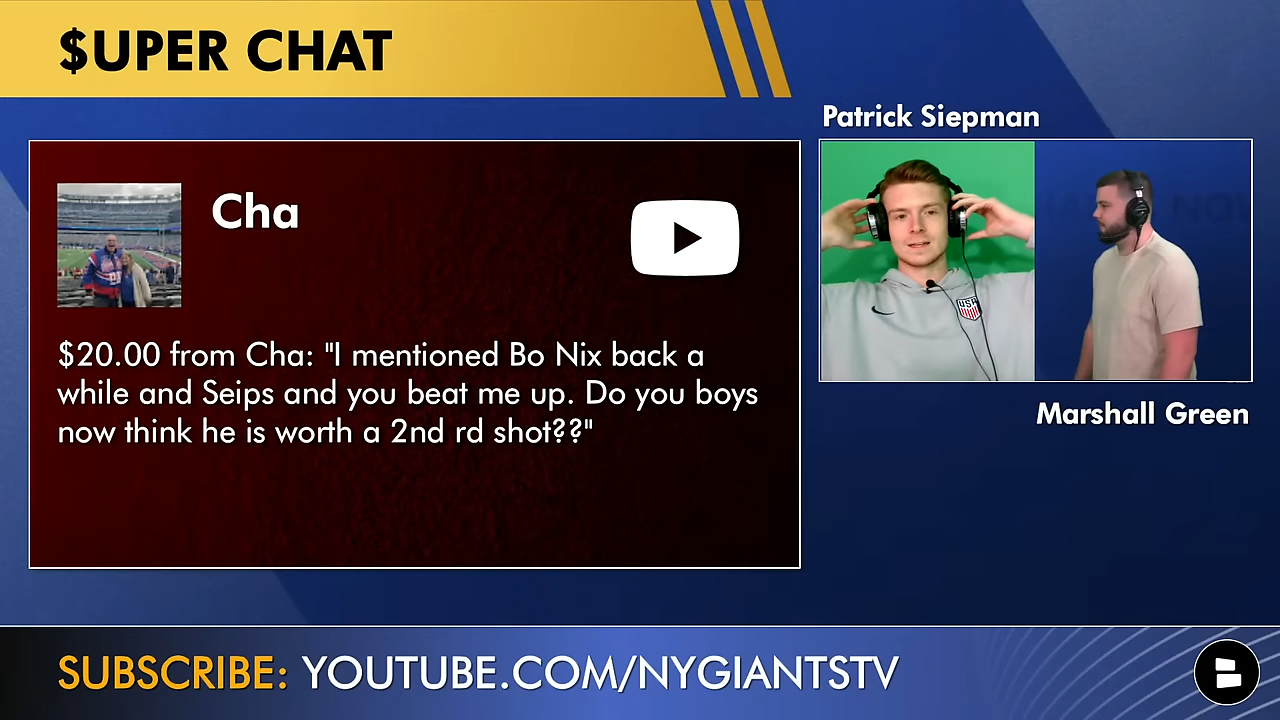 $UPER CHAT
Patrick Siepman
Cha
$20.00 from Cha: "I mentioned Bo Nix back a
while and Seips and you beat me up. Do you boys
now think he is worth a 2nd rd shot??"
Marshall Green
SUBSCRIBE: YOUTUBE.COM/NYGIANTSTV